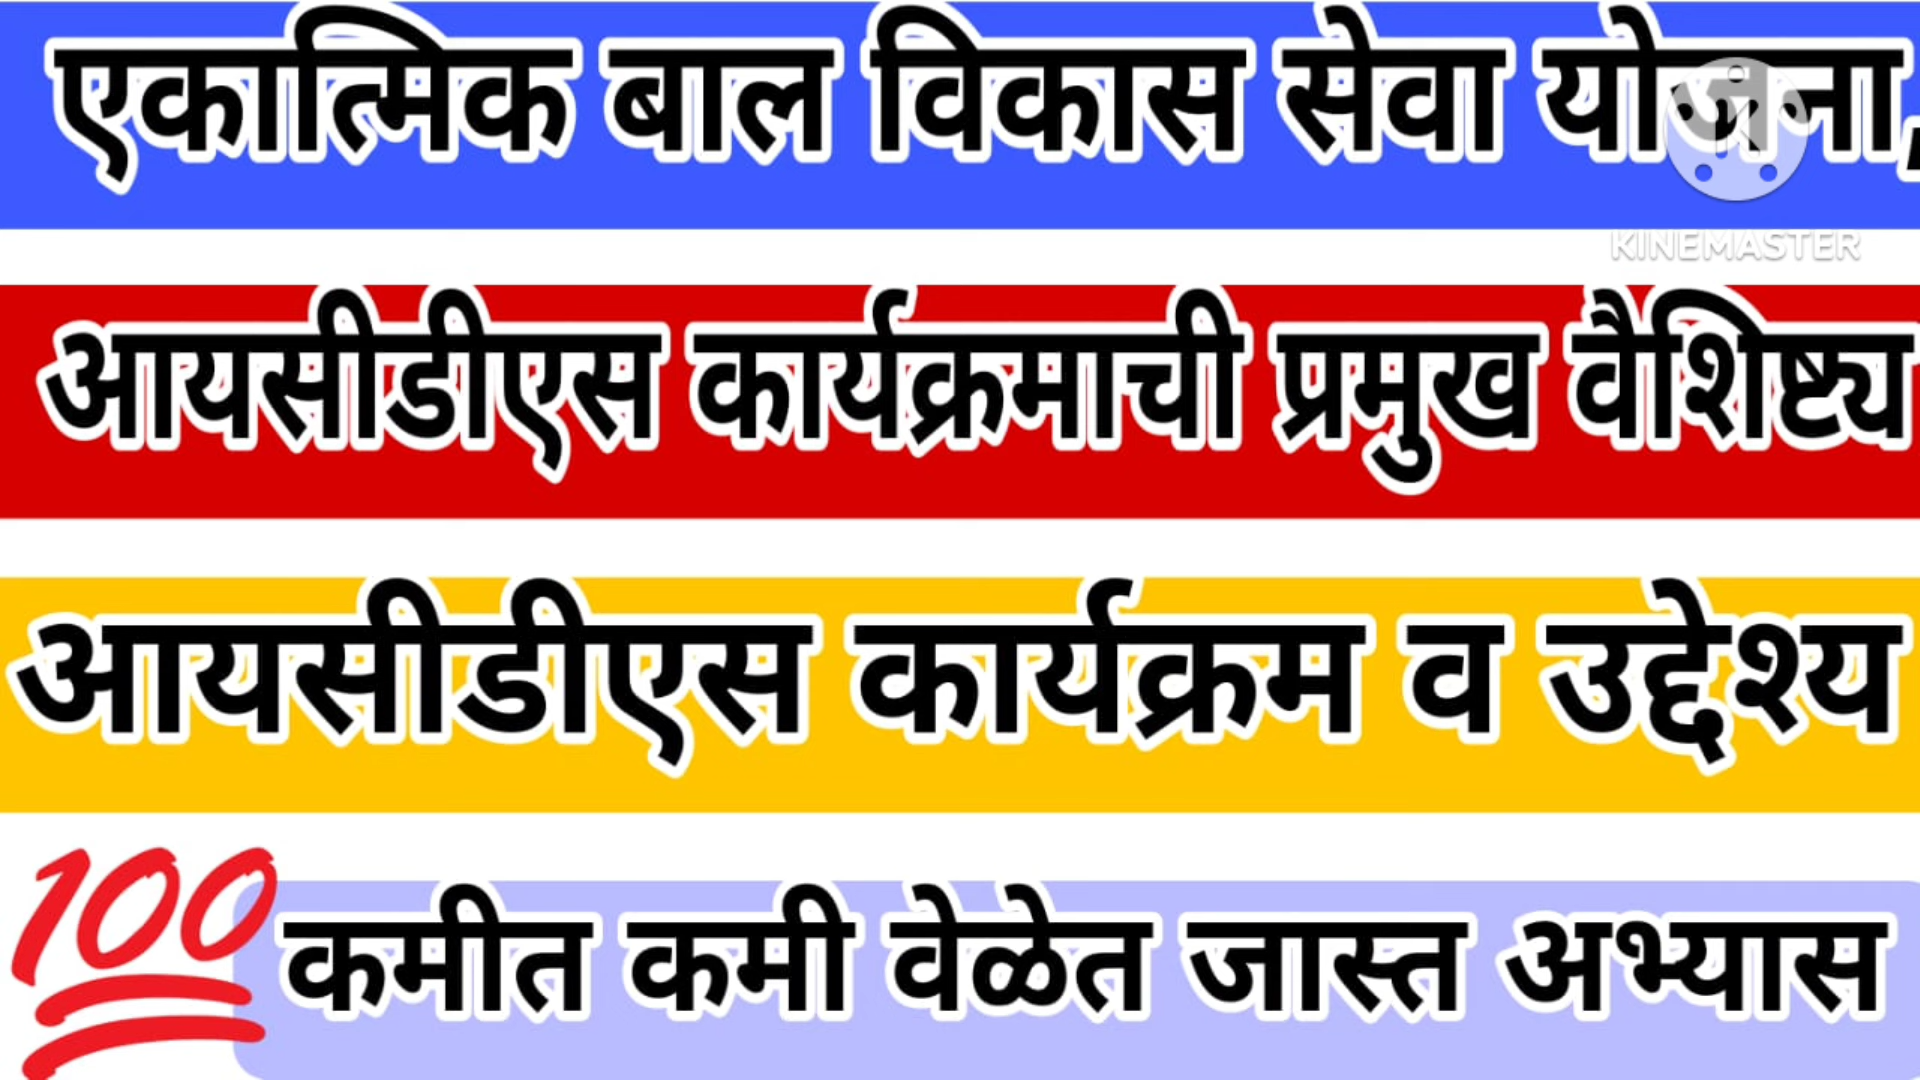 एकात्मिक बाल विकास सेवा योजना,
KINEMASTER
आयसीडीएस कार्यक्रमाची प्रमुख वैशिष्ट्य
आयसीडीएस कार्यक्रम व उद्देश्य
100 कमीत कमी वेळेत जास्त अभ्यास